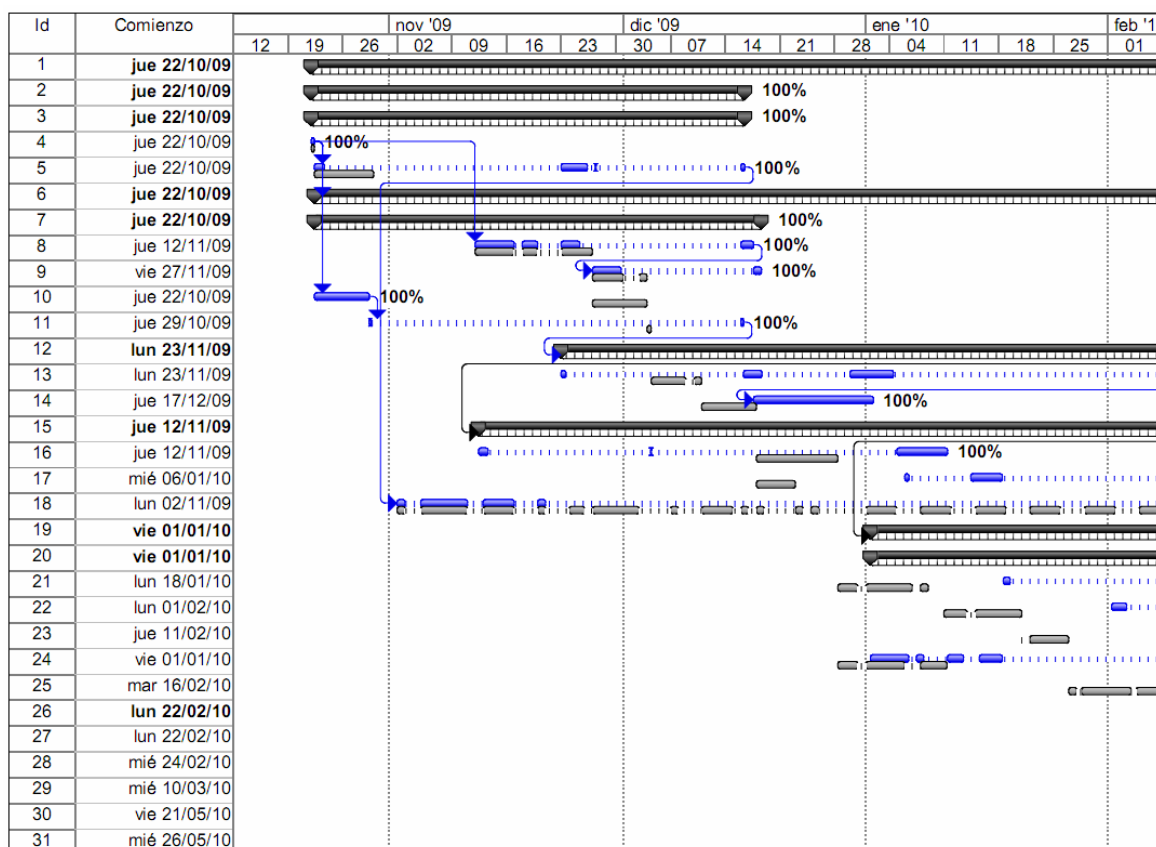 Id Comienzo nov '09 dic '09 ene '10 feb '1
12 19 26 02 09 16 23 30 07 14 21 28 04 11 18 25 01
1 jue 22/10/09
2 jue 22/10/09 100%
3 jue 22/10/09 100%
4 jue 22/10/09 100%
5 jue 22/10/09 100%
6 jue 22/10/09
7 jue 22/10/09 100%
8 jue 12/11/09 100%
9 vie 27/11/09 100%
10 jue 22/10/09 100%
11 jue 29/10/09 100%
12 lun 23/11/09
13 lun 23/11/09
14 jue 17/12/09 100%
15 jue 12/11/09
16 jue 12/11/09 100%
17 mié 06/01/10
18 lun 02/11/09
19 vie 01/01/10
20 vie 01/01/10
21 lun 18/01/10
22 lun 01/02/10
23 jue 11/02/10
24 vie 01/01/10
25 mar 16/02/10
26 lun 22/02/10
27 lun 22/02/10
28 mié 24/02/10
29 mié 10/03/10
30 vie 21/05/10
31 mié 26/05/10